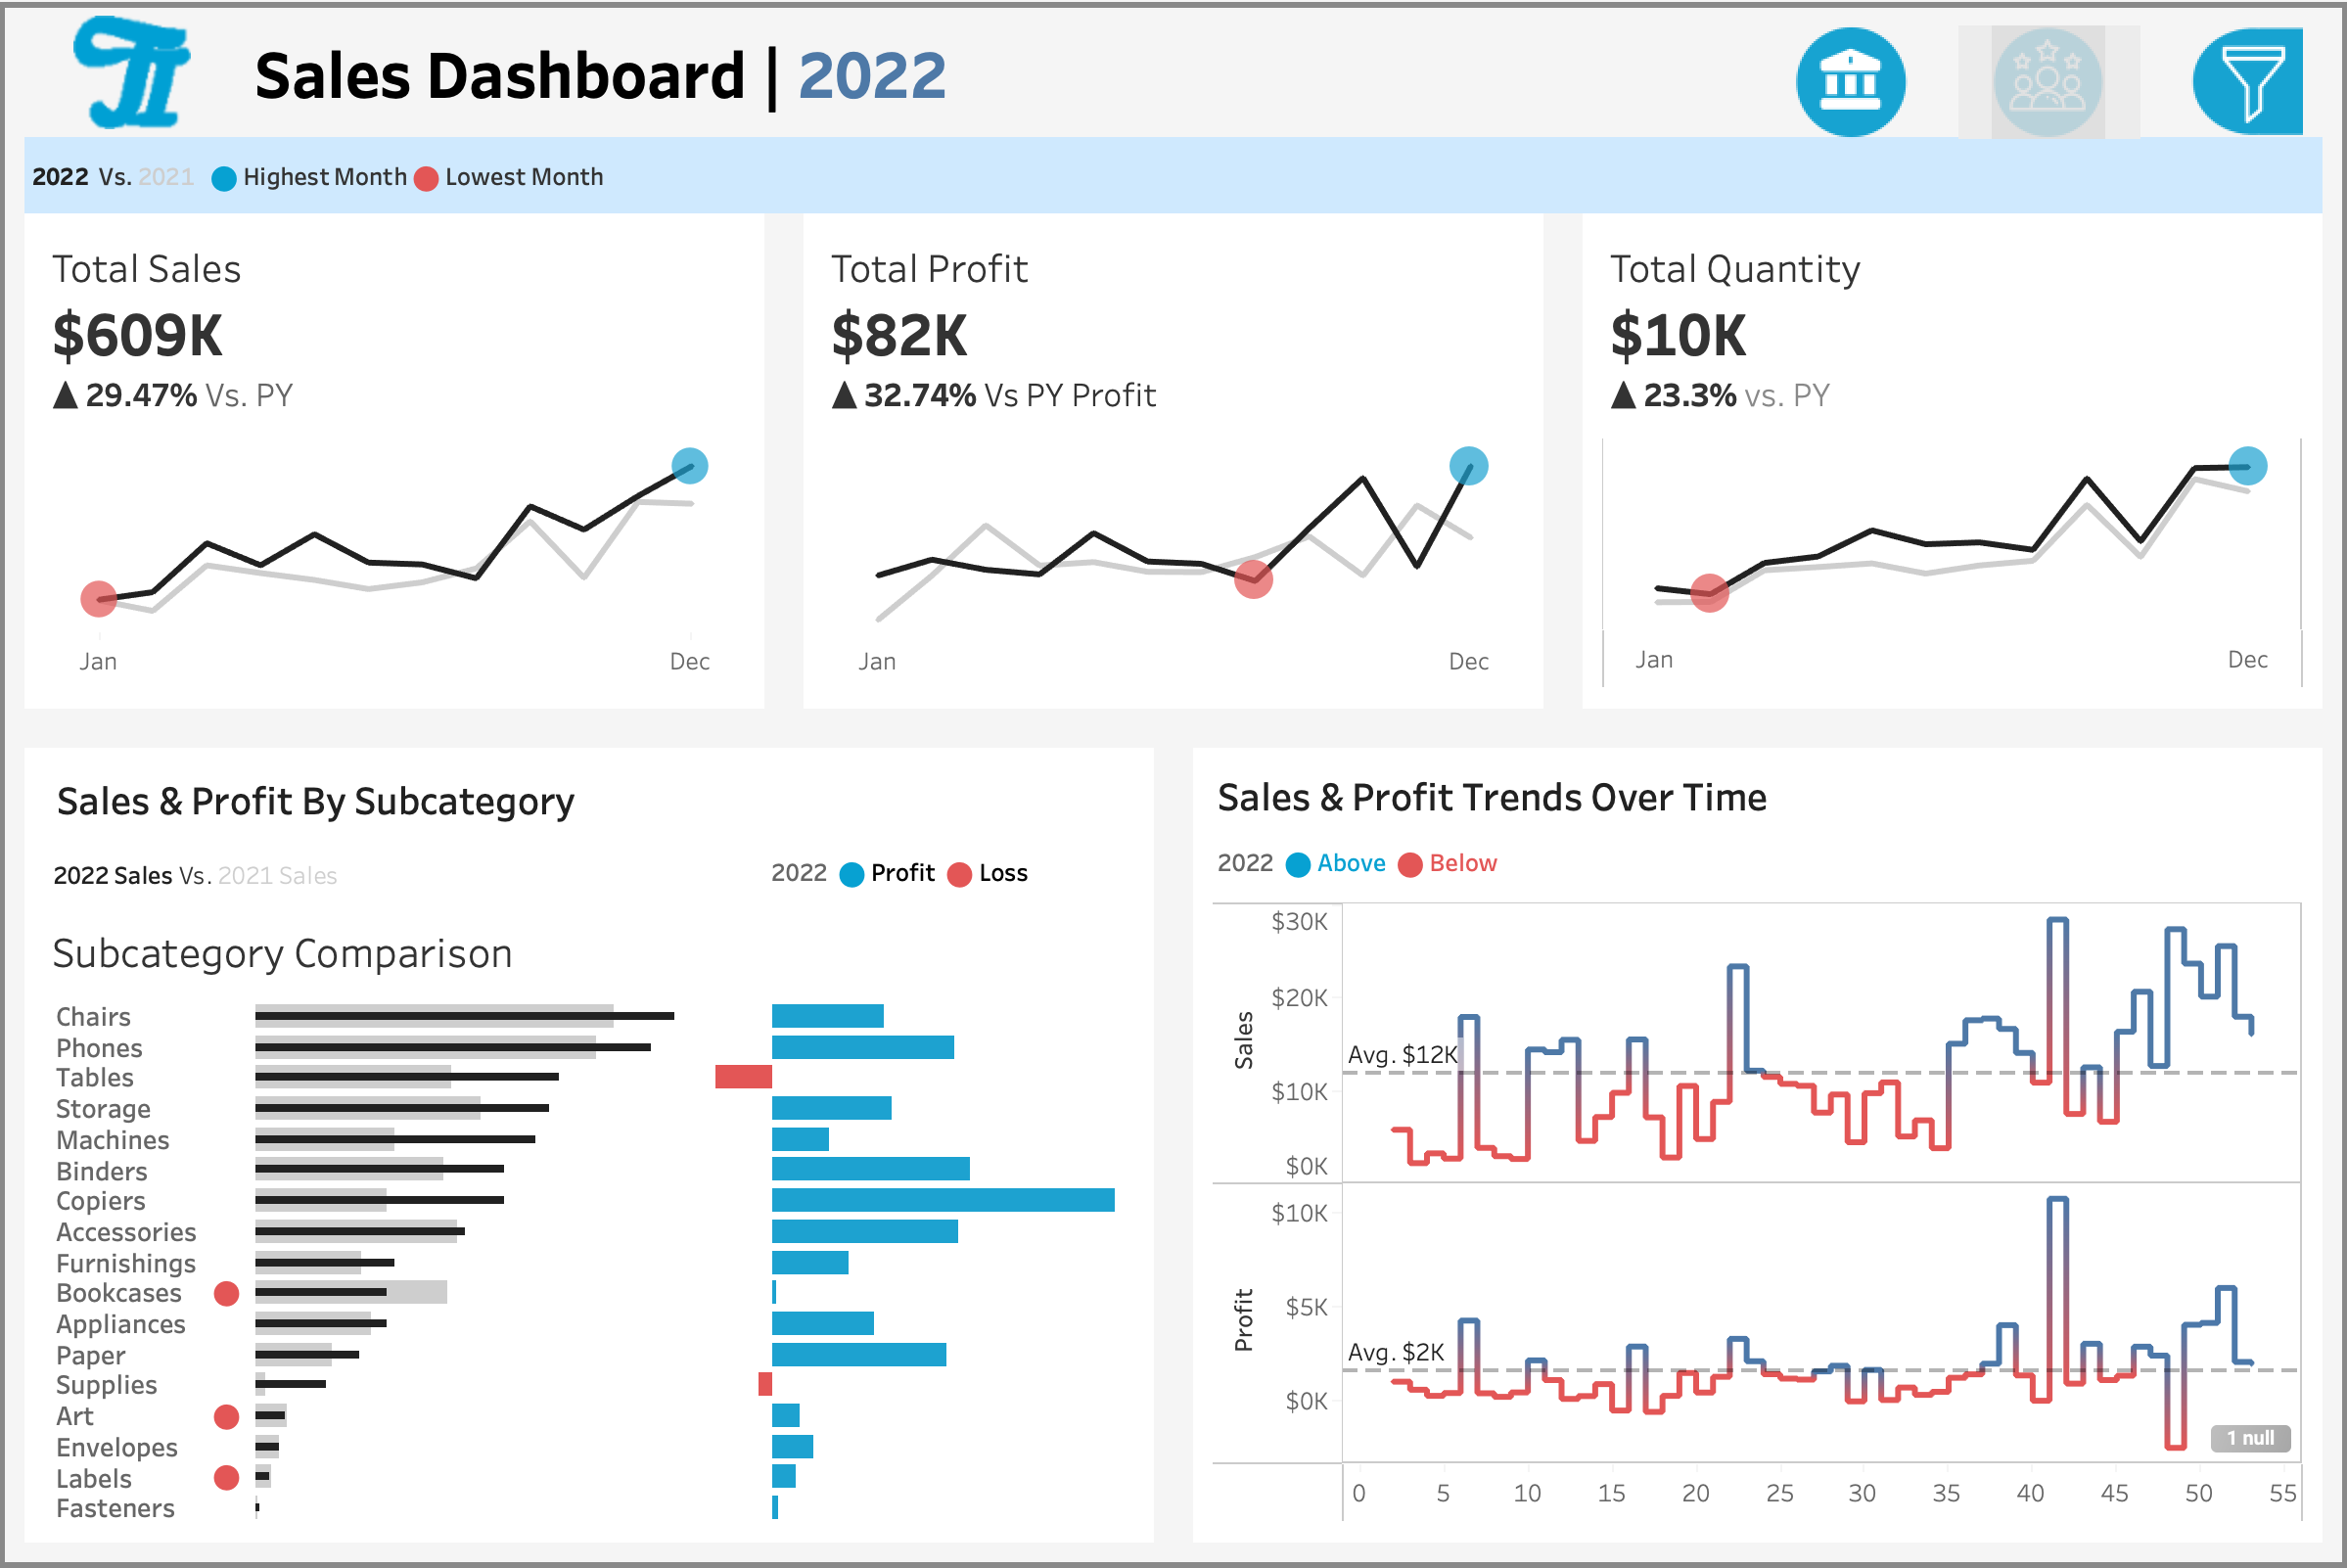 Sales Dashboard | 2022
2022 Vs. 2021 Highest Month Lowest Month
Total Sales
$609K
▲ 29.47% Vs. PY
Jan Dec
Total Profit
$82K
▲ 32.74% Vs PY Profit
Jan Dec
Total Quantity
$10K
▲ 23.3% vs. PY
Jan Dec
Sales & Profit By Subcategory
2022 Sales Vs. 2021 Sales
2022 Profit Loss
Subcategory Comparison
Chairs
Phones
Tables
Storage
Machines
Binders
Copiers
Accessories
Furnishings
Bookcases
Appliances
Paper
Supplies
Art
Envelopes
Labels
Fasteners
Sales & Profit Trends Over Time
2022 Above Below
Sales
$30K
$20K
Avg. $12K
$10K
$0K
Profit
$10K
$5K
Avg. $2K
$0K
1 null
0 5 10 15 20 25 30 35 40 45 50 55